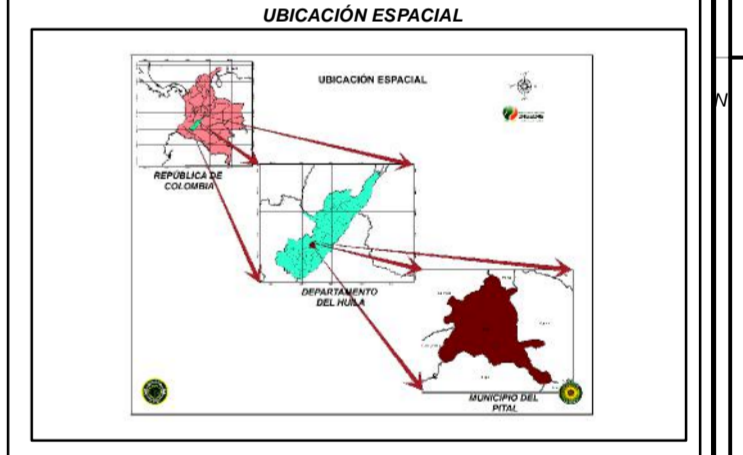 UBICACIÓN ESPACIAL
UBICACIÓN ESPACIAL
N
REPÚBLICA DE
COLOMBIA
DEPARTAMENTO
DEL HUILA
MUNICIPIO DEL
PITAL